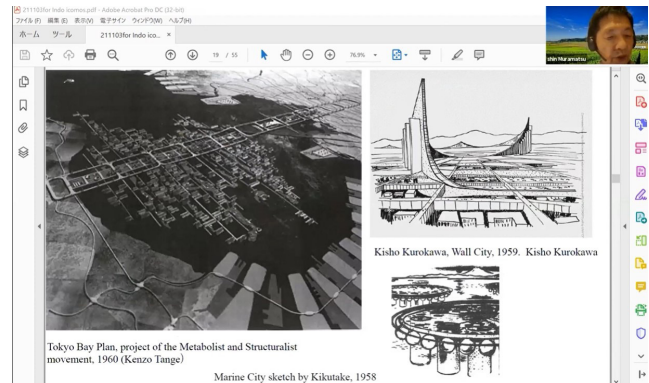 211103for Indo icomos.pdf - Adobe Acrobat Pro DC (32-bit)
ファイル(F) 編集(E) 表示(V) 電子サイン ウィンドウ(W) ヘルプ(H)
ホーム ツール 211103for Indo ico... ×
19 / 55 76.9%
shin Muramatsu
Kisho Kurokawa, Wall City, 1959. Kisho Kurokawa
Tokyo Bay Plan, project of the Metabolist and Structuralist
movement, 1960 (Kenzo Tange)
Marine City sketch by Kikutake, 1958